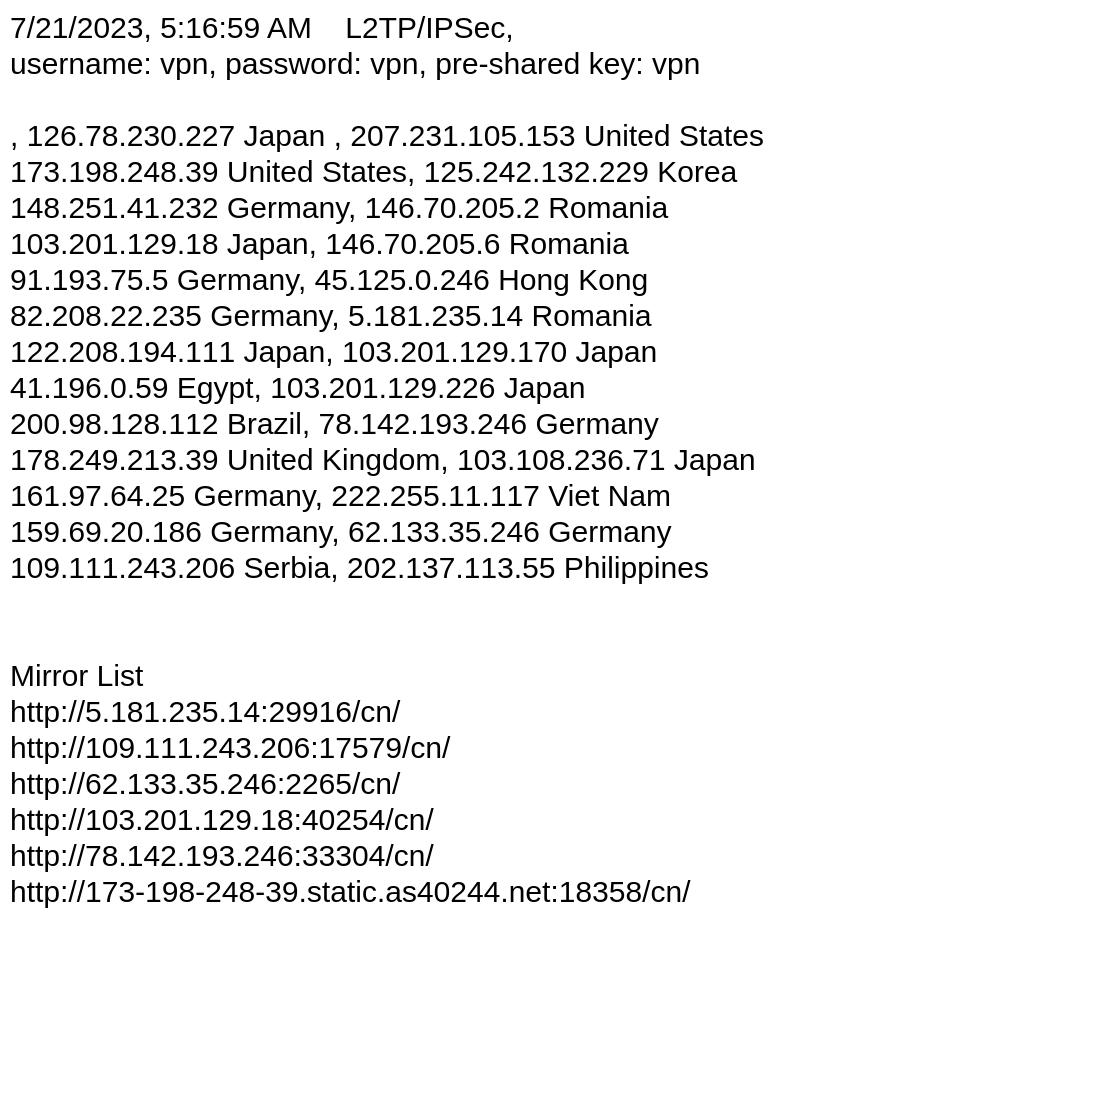 7/21/2023, 5:16:59 AM    L2TP/IPSec,
username: vpn, password: vpn, pre-shared key: vpn
, 126.78.230.227 Japan , 207.231.105.153 United States
173.198.248.39 United States, 125.242.132.229 Korea
148.251.41.232 Germany, 146.70.205.2 Romania
103.201.129.18 Japan, 146.70.205.6 Romania
91.193.75.5 Germany, 45.125.0.246 Hong Kong
82.208.22.235 Germany, 5.181.235.14 Romania
122.208.194.111 Japan, 103.201.129.170 Japan
41.196.0.59 Egypt, 103.201.129.226 Japan
200.98.128.112 Brazil, 78.142.193.246 Germany
178.249.213.39 United Kingdom, 103.108.236.71 Japan
161.97.64.25 Germany, 222.255.11.117 Viet Nam
159.69.20.186 Germany, 62.133.35.246 Germany
109.111.243.206 Serbia, 202.137.113.55 Philippines
Mirror List
http://5.181.235.14:29916/cn/
http://109.111.243.206:17579/cn/
http://62.133.35.246:2265/cn/
http://103.201.129.18:40254/cn/
http://78.142.193.246:33304/cn/
http://173-198-248-39.static.as40244.net:18358/cn/